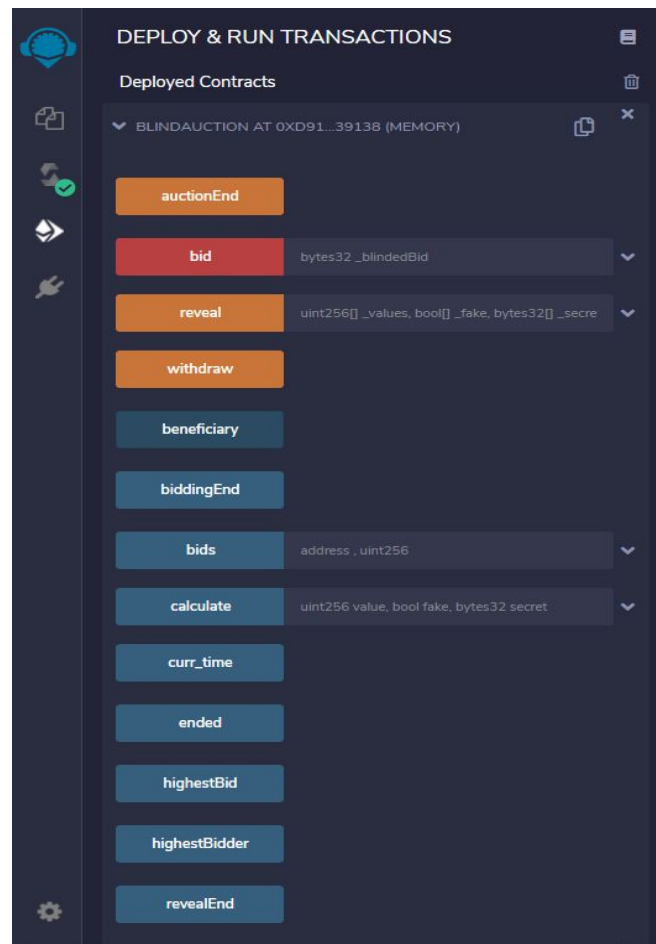 DEPLOY & RUN TRANSACTIONS
Deployed Contracts
BLINDAUCTION AT 0XD91...39138 (MEMORY)
auctionEnd
bid bytes32 _blindedBid
reveal uint256[] _values, bool[] _fake, bytes32[] _secre
withdraw
beneficiary
biddingEnd
bids address , uint256
calculate uint256 value, bool fake, bytes32 secret
curr_time
ended
highestBid
highestBidder
revealEnd